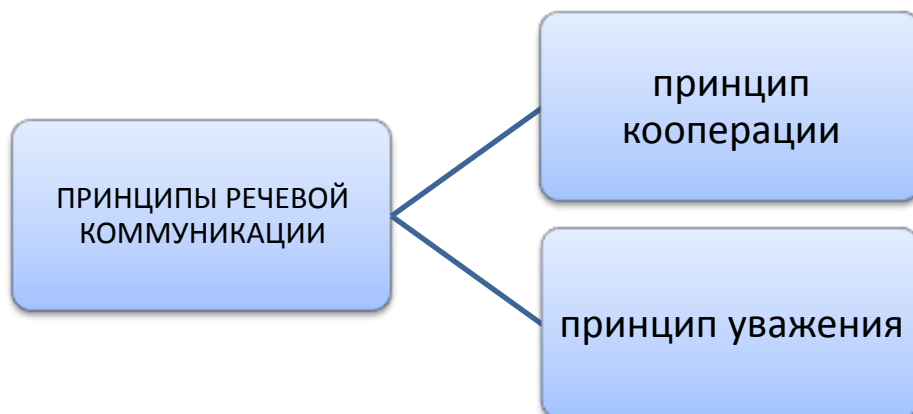 принцип
кооперации
ПРИНЦИПЫ РЕЧЕВОЙ
КОММУНИКАЦИИ
принцип уважения